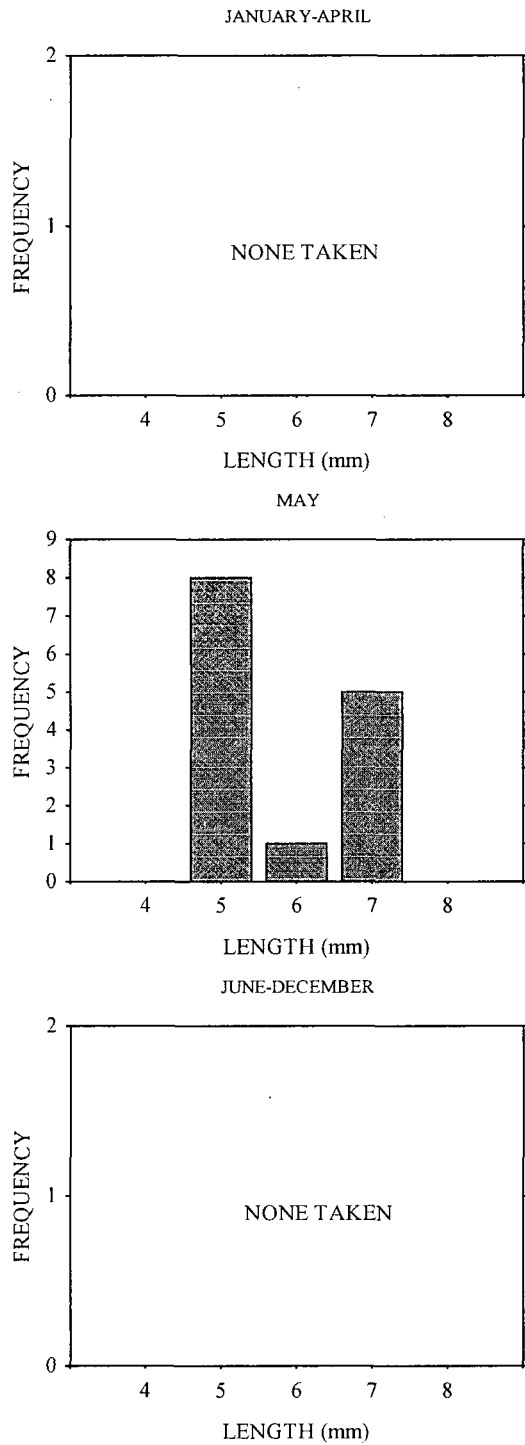 JANUARY-APRIL
2
1
0
FREQUENCY
NONE TAKEN
4 5 6 7 8
LENGTH (mm)
MAY
9
8
7
6
5
4
3
2
1
0
FREQUENCY
4 5 6 7 8
LENGTH (mm)
JUNE-DECEMBER
2
1
0
FREQUENCY
NONE TAKEN
4 5 6 7 8
LENGTH (mm)